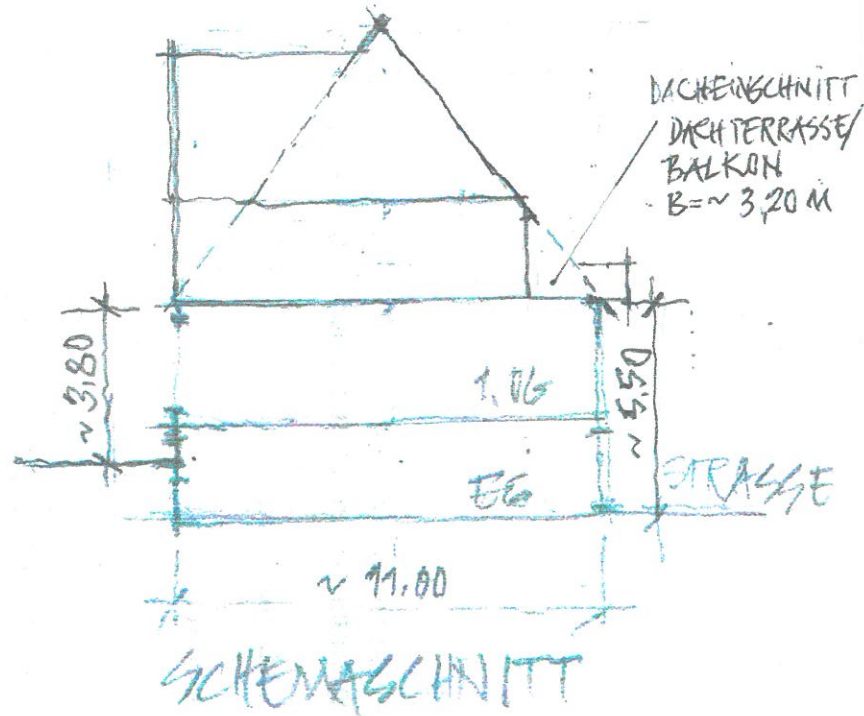 DACHEINSCHNITT
DACHTERRASSE/
BALKON
B=~ 3,20 M
~ 3,80
1. OG
~ 5,50
EG
STRASSE
~ 11.00
SCHEMASCHNITT